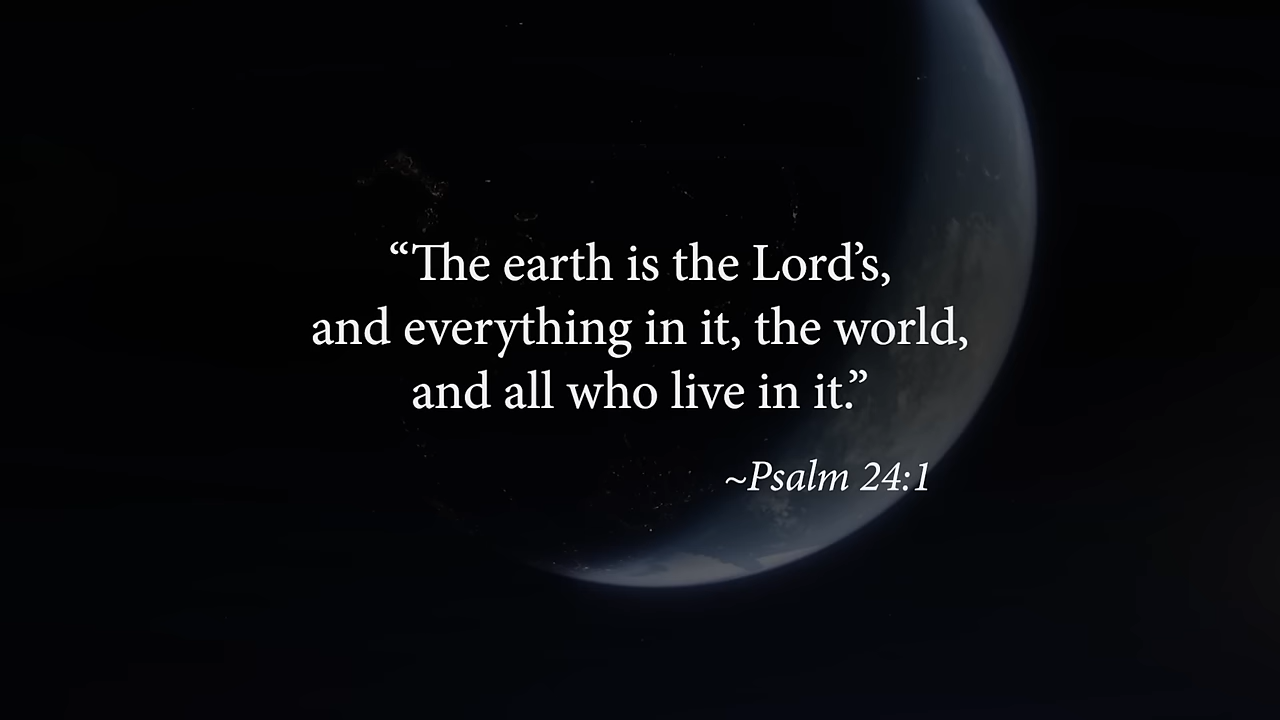 “The earth is the Lord’s,
and everything in it, the world,
and all who live in it.”
~Psalm 24:1